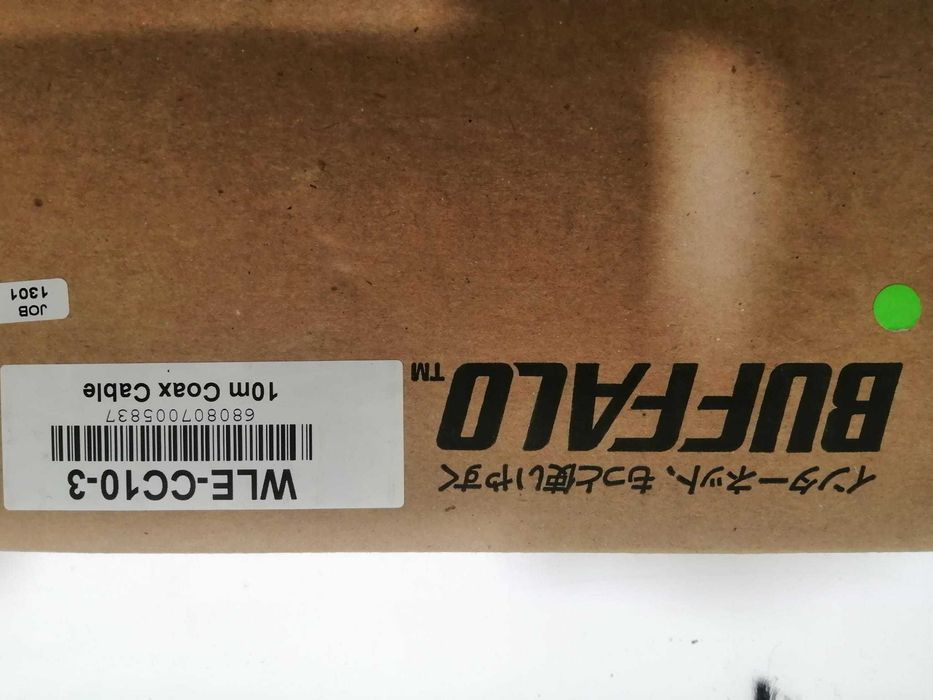 インターネット、もっと使いやすく
BUFFALO™
WLE-CC10-3
680807005837
10m Coax Cable
JOB
1301